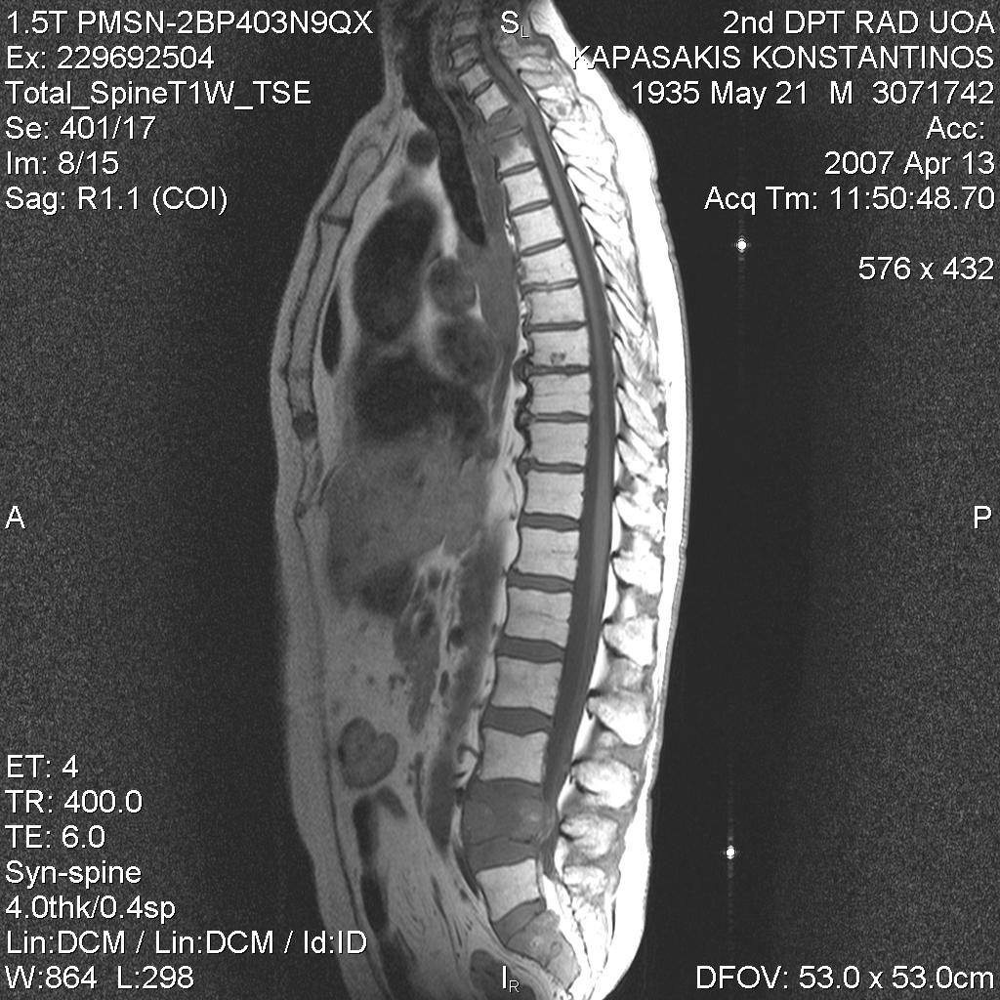 1.5T PMSN-2BP403N9QX
Ex: 229692504
Total_SpineT1W_TSE
Se: 401/17
Im: 8/15
Sag: R1.1 (COI)
SL
2nd DPT RAD UOA
KAPASAKIS KONSTANTINOS
1935 May 21 M 3071742
Acc:
2007 Apr 13
Acq Tm: 11:50:48.70
576 x 432
A
P
ET: 4
TR: 400.0
TE: 6.0
Syn-spine
4.0thk/0.4sp
Lin:DCM / Lin:DCM / Id:ID
W:864 L:298
IR
DFOV: 53.0 x 53.0cm